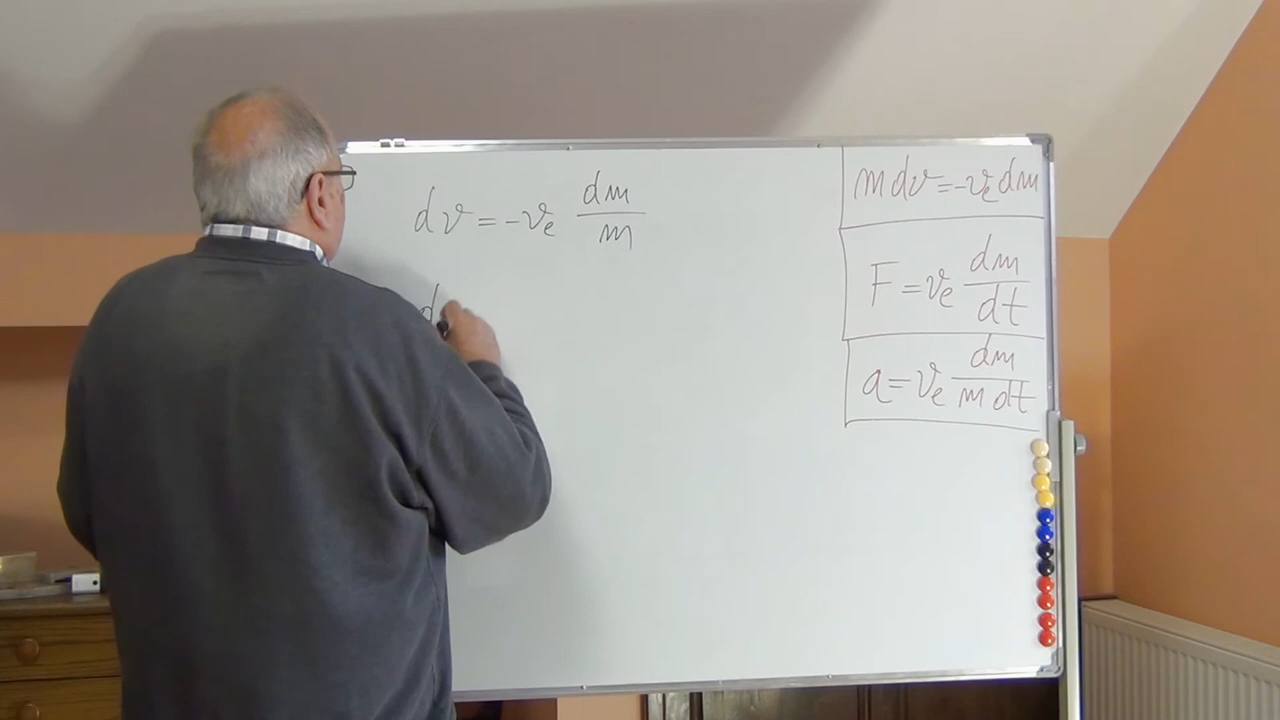 dv = -vₑ dm/m
d
m dv = -vₑ dm
F = vₑ dm/dt
a = vₑ dm/m dt